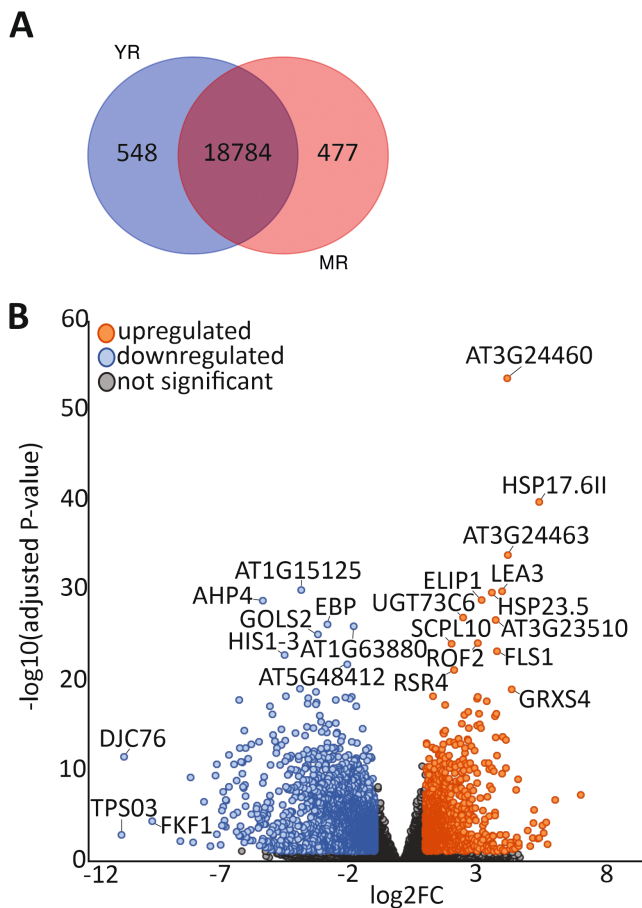 A
YR
548 18784 477
MR
B
60
50
40
30
20
10
0
-log10(adjusted P-value)
upregulated
downregulated
not significant
AT3G24460
HSP17.6II
AT3G24463
AT1G15125
ELIP1
LEA3
AHP4
EBP
UGT73C6
HSP23.5
GOLS2
SCPL10
AT3G23510
HIS1-3
AT1G63880
ROF2
FLS1
AT5G48412
RSR4
GRXS4
DJC76
TPS03
FKF1
-12 -7 -2 3 8
log2FC